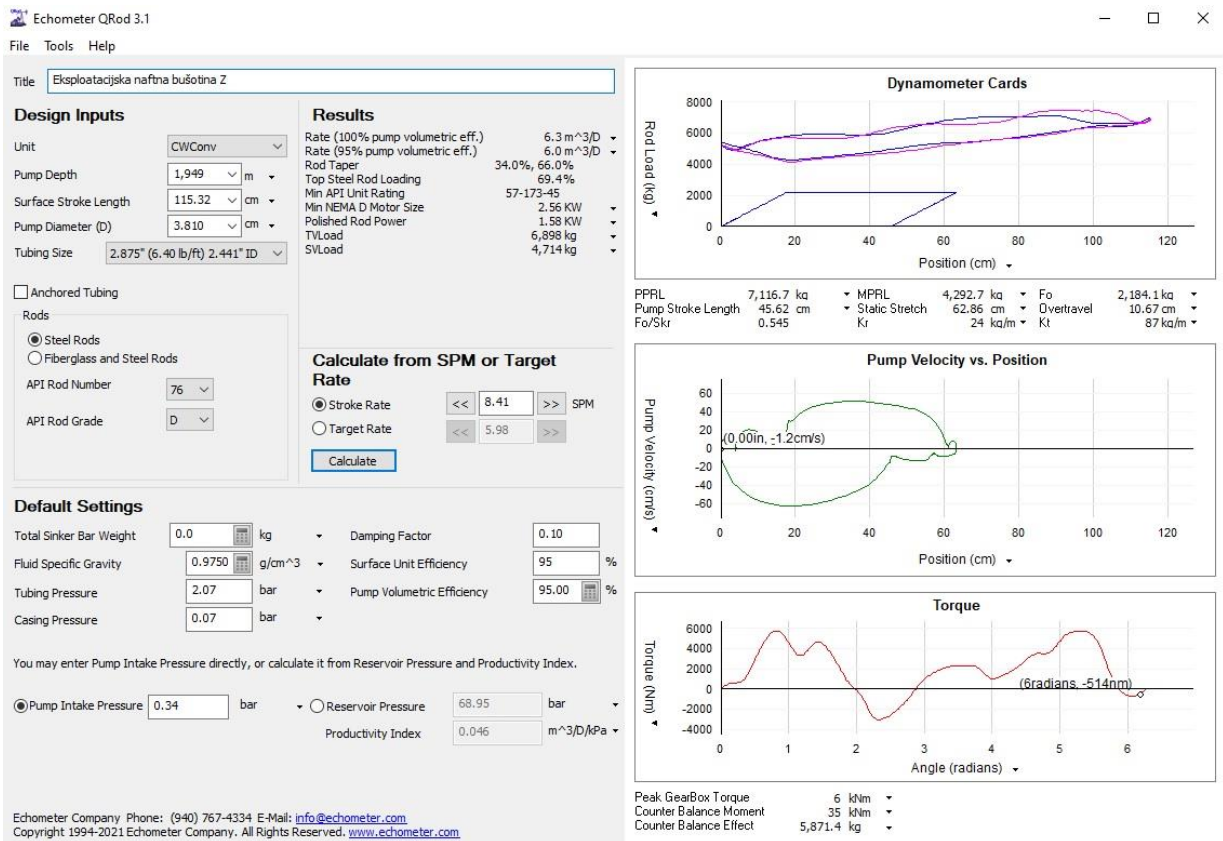 Echometer QRod 3.1
File Tools Help
Title Eksploatacijska naftna bušotina Z
Design Inputs
Unit CWConv
Pump Depth 1,949 m
Surface Stroke Length 115.32 cm
Pump Diameter (D) 3.810 cm
Tubing Size 2.875" (6.40 lb/ft) 2.441" ID
Anchored Tubing
Rods
Steel Rods
Fiberglass and Steel Rods
API Rod Number 76
API Rod Grade D
Results
Rate (100% pump volumetric eff.) 6.3 m^3/D
Rate (95% pump volumetric eff.) 6.0 m^3/D
Rod Taper 34.0%, 66.0%
Top Steel Rod Loading 69.4%
Min API Unit Rating 57-173-45
Min NEMA D Motor Size 2.56 KW
Polished Rod Power 1.58 KW
TVLoad 6,898 kg
SVLoad 4,714 kg
Calculate from SPM or Target
Rate
Stroke Rate << 8.41 >> SPM
Target Rate << 5.98 >>
Calculate
Default Settings
Total Sinker Bar Weight 0.0 kg
Fluid Specific Gravity 0.9750 g/cm^3
Tubing Pressure 2.07 bar
Casing Pressure 0.07 bar
Damping Factor 0.10
Surface Unit Efficiency 95 %
Pump Volumetric Efficiency 95.00 %
You may enter Pump Intake Pressure directly, or calculate it from Reservoir Pressure and Productivity Index.
Pump Intake Pressure 0.34 bar
Reservoir Pressure 68.95 bar
Productivity Index 0.046 m^3/D/kPa
Echometer Company Phone: (940) 767-4334 E-Mail: info@echometer.com
Copyright 1994-2021 Echometer Company. All Rights Reserved. www.echometer.com
Dynamometer Cards
Rod Load (kg)
8000
6000
4000
2000
0
0 20 40 60 80 100 120
Position (cm)
PPRL 7,116.7 kg MPRL 4,292.7 kg Fo 2,184.1 kg
Pump Stroke Length 45.62 cm Static Stretch 62.86 cm Overtravel 10.67 cm
Fo/Skr 0.545 Kr 24 kg/m Kt 87 kg/m
Pump Velocity vs. Position
Pump Velocity (cm/s)
60
40
20
0
-20
-40
-60
(0.00in, -1.2cm/s)
0 20 40 60 80 100 120
Position (cm)
Torque
Torque (Nm)
6000
4000
2000
0
-2000
-4000
(6radians, -514nm)
0 1 2 3 4 5 6
Angle (radians)
Peak GearBox Torque 6 kNm
Counter Balance Moment 35 kNm
Counter Balance Effect 5,871.4 kg